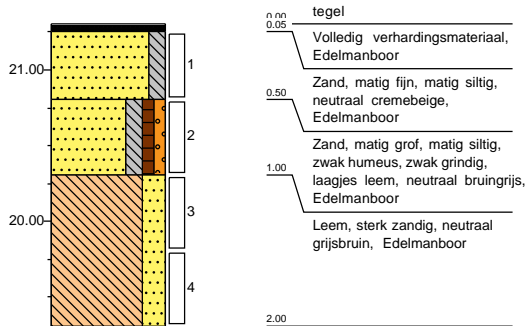 0.00 tegel
0.05
Volledig verhardingsmateriaal,
Edelmanboor
21.00
1
Zand, matig fijn, matig siltig,
0.50
neutraal cremebeige,
Edelmanboor
2
Zand, matig grof, matig siltig,
zwak humeus, zwak grindig,
1.00
laagjes leem, neutraal bruingrijs,
Edelmanboor
3
20.00
Leem, sterk zandig, neutraal
grijsbruin, Edelmanboor
4
2.00